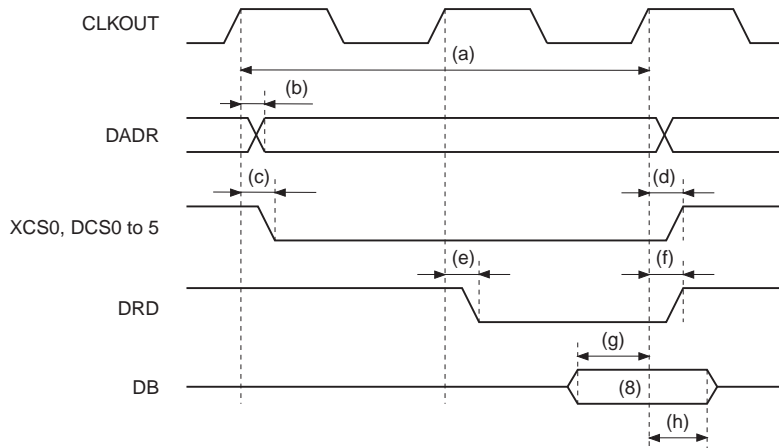 CLKOUT
(a)
(b)
DADR
(c)
(d)
XCS0, DCS0 to 5
(e)
(f)
DRD
(g)
DB
(8)
(h)